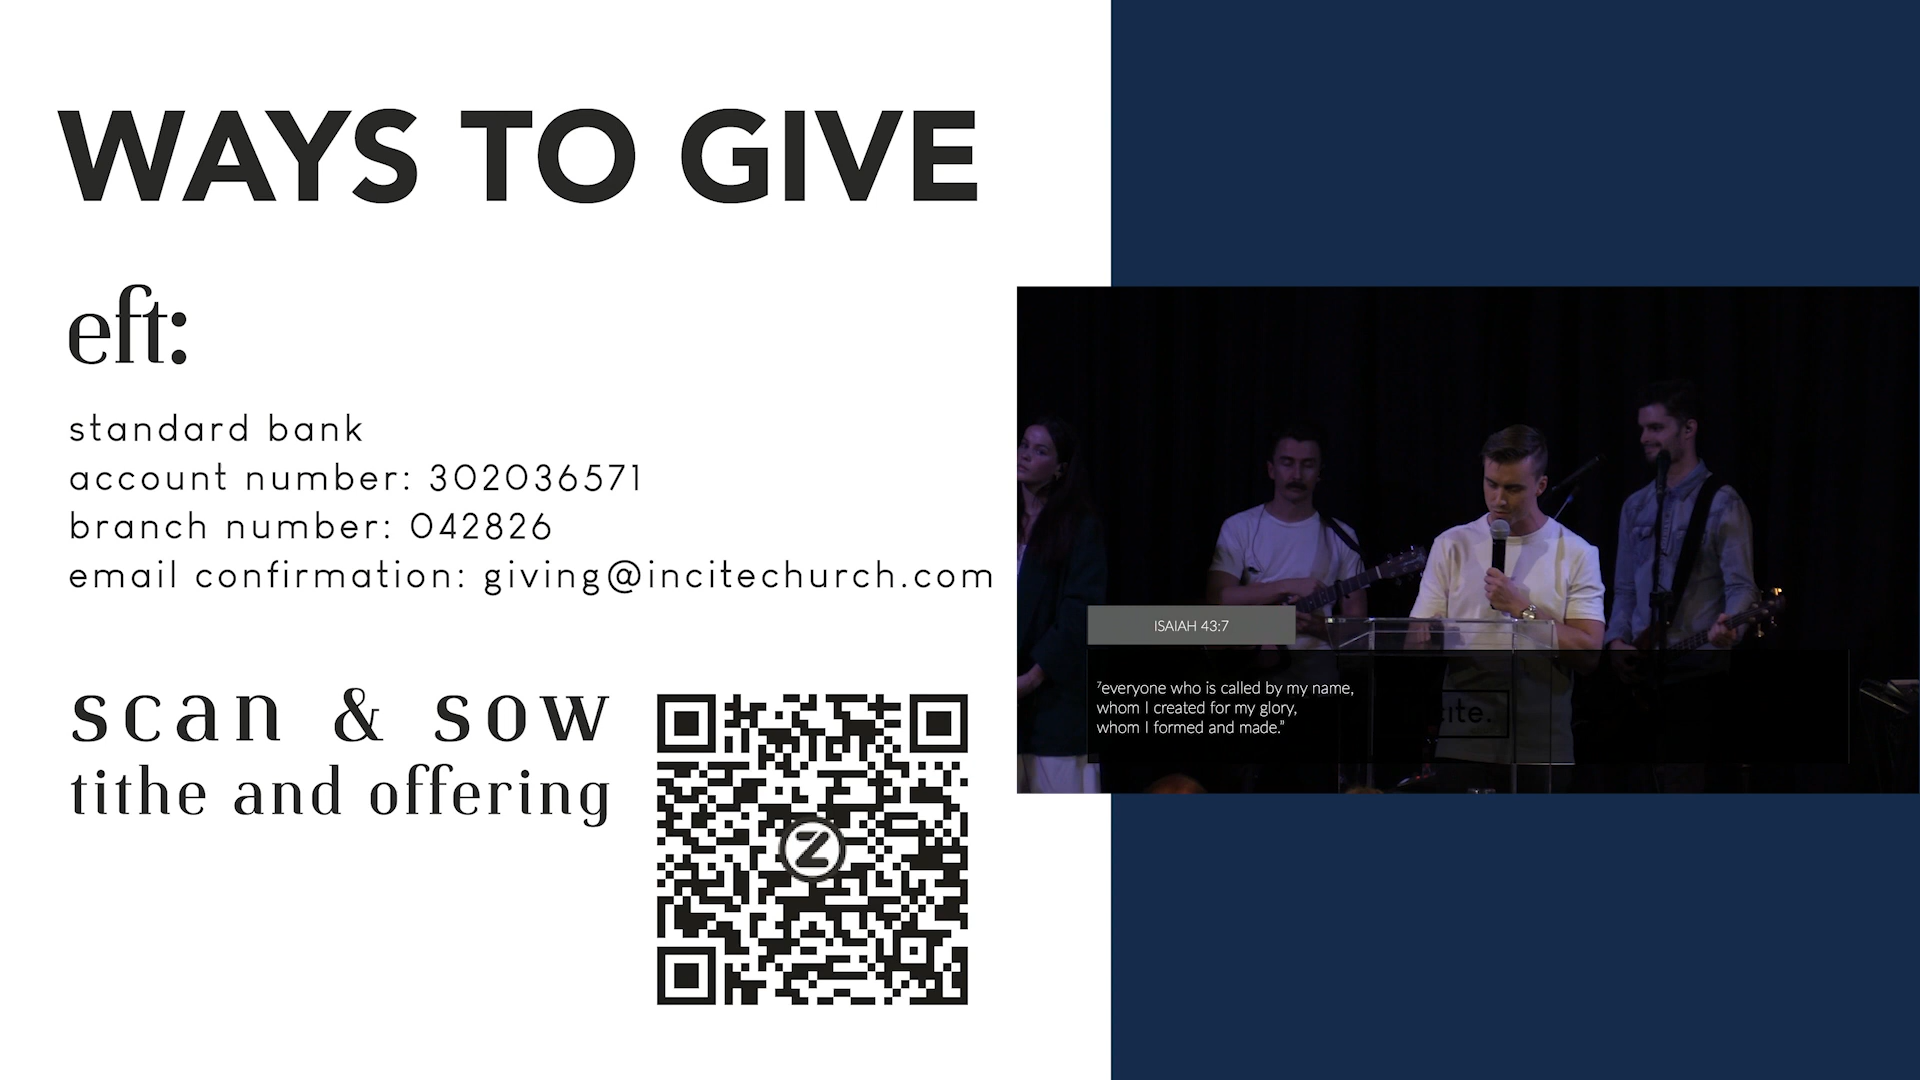 WAYS TO GIVE
eft:
standard bank
account number: 302036571
branch number: 042826
email confirmation: giving@incitechurch.com
scan & sow
tithe and offering
Z
ISAIAH 43:7
⁷everyone who is called by my name,
whom I created for my glory,
whom I formed and made.”
cite.